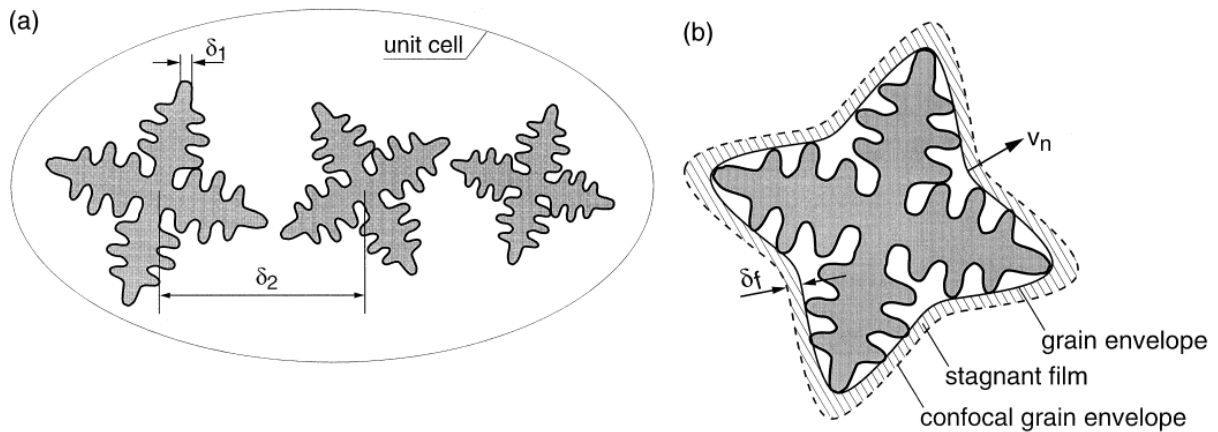 (a)
unit cell
δ1
δ2
(b)
vn
δf
grain envelope
stagnant film
confocal grain envelope